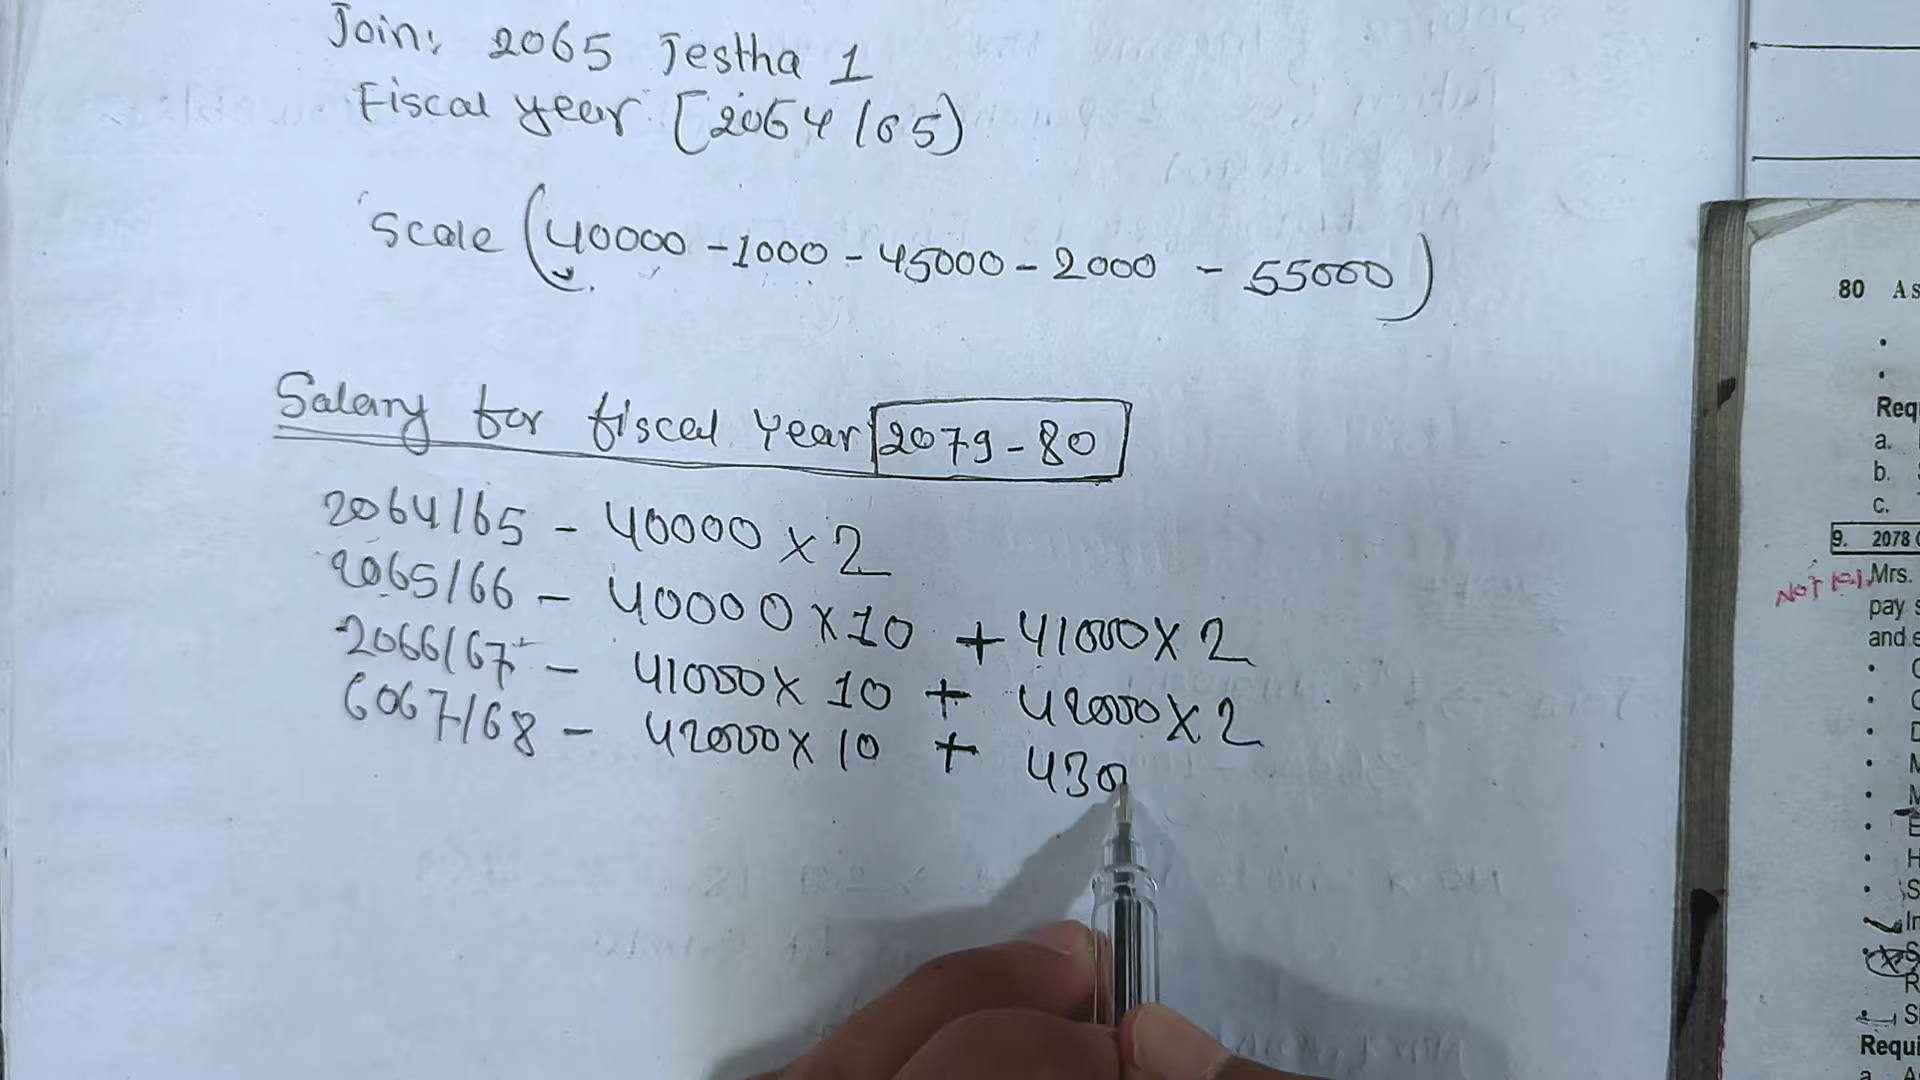 Join: 2065 Jestha 1
Fiscal year [2064/65)
Scale (40000 - 1000 - 45000 - 2000 - 55000)
Salary for fiscal Year 2079-80
2064/65 - 40000 × 2
2065/66 - 40000 × 10 + 41000 × 2
2066/67 - 41000 × 10 + 42000 × 2
6067/68 - 42000 × 10 + 430
80 As
Req
a.
b.
c.
9. 2078
NOT
Mrs.
pay
and e
Requi
a